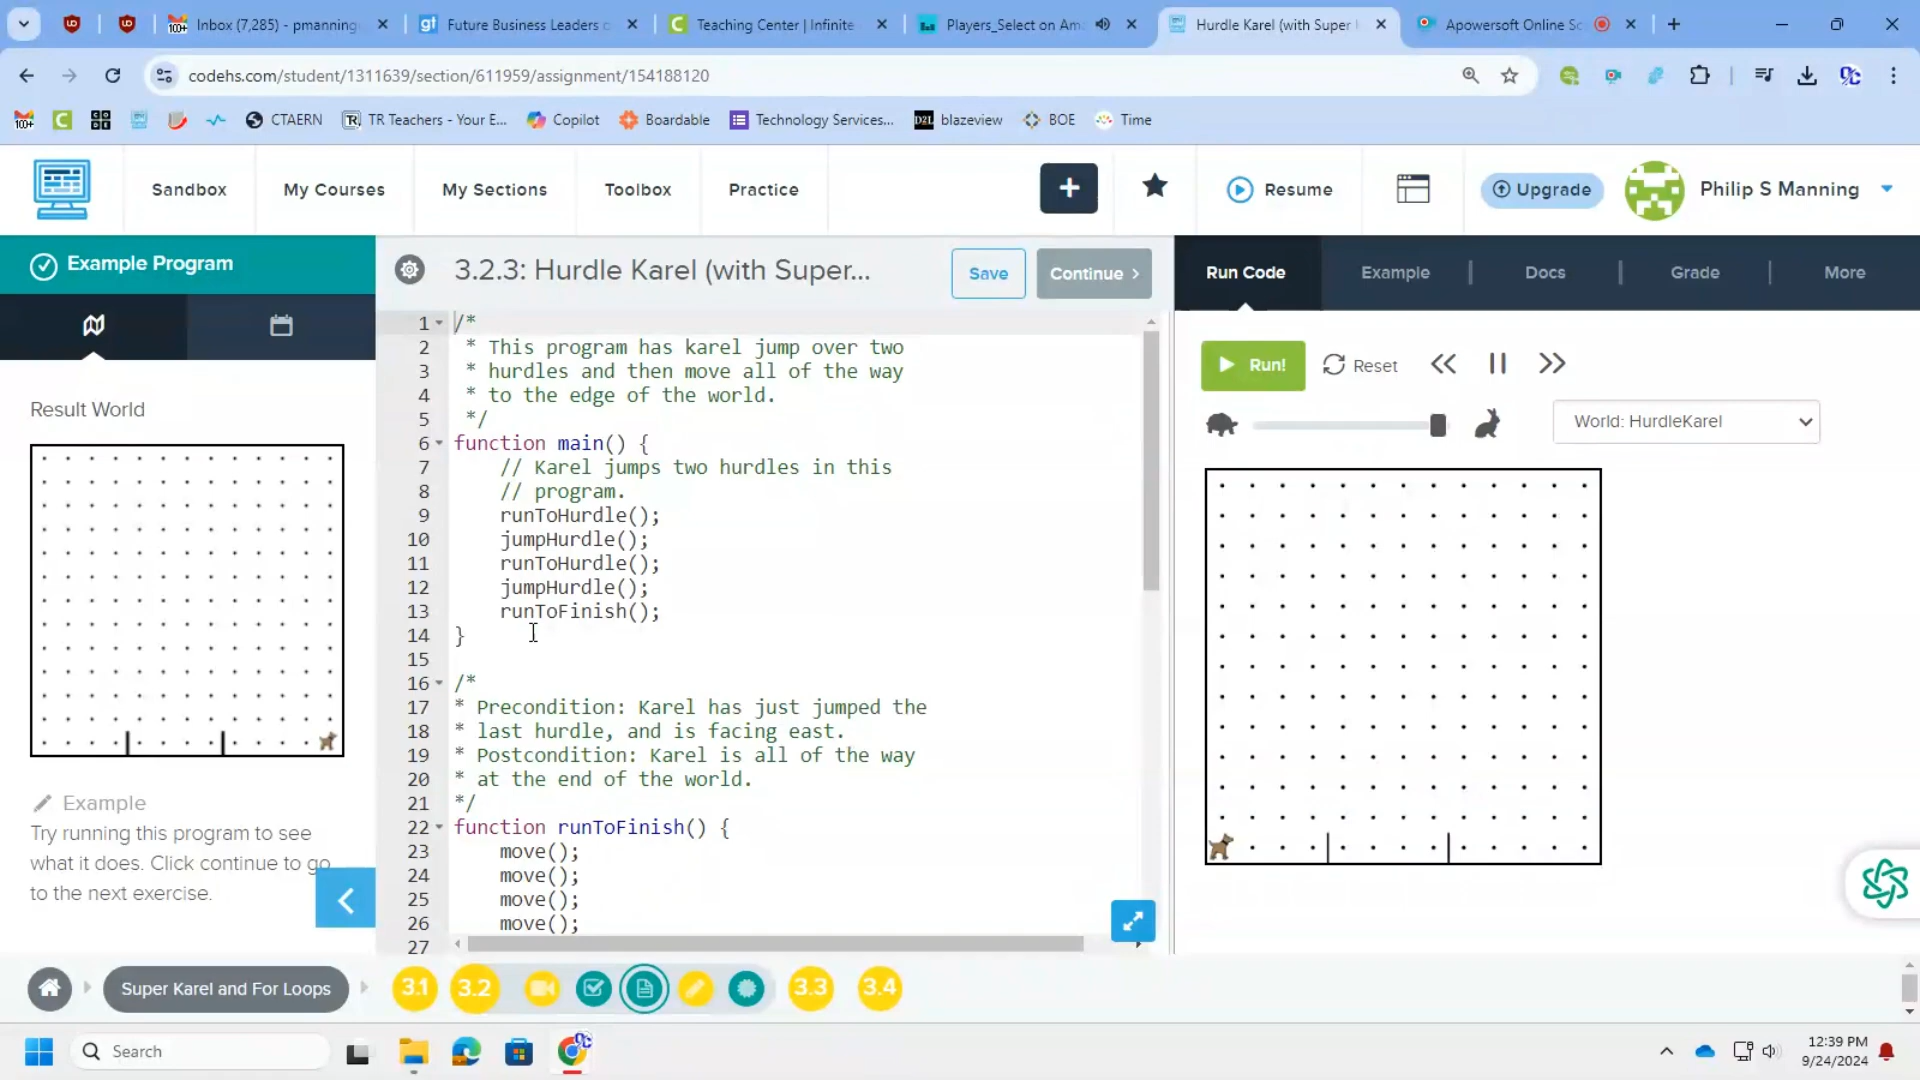 Inbox (7,285) - pmanning
Future Business Leaders o
Teaching Center | Infinite
Players_Select on Ama
Hurdle Karel (with Super
Apowersoft Online Sc
codehs.com/student/1311639/section/611959/assignment/154188120
100+ CTAERN TR Teachers - Your E... Copilot Boardable Technology Services... D2L blazeview BOE Time
Sandbox My Courses My Sections Toolbox Practice + Resume Upgrade Philip S Manning
Example Program
3.2.3: Hurdle Karel (with Super...
Save Continue
Run Code Example Docs Grade More
Result World
Example
Try running this program to see
what it does. Click continue to go
to the next exercise.
1 /*
2 * This program has karel jump over two
3 * hurdles and then move all of the way
4 * to the edge of the world.
5 */
6 function main() {
7 // Karel jumps two hurdles in this
8 // program.
9 runToHurdle();
10 jumpHurdle();
11 runToHurdle();
12 jumpHurdle();
13 runToFinish();
14 }
15
16 /*
17 * Precondition: Karel has just jumped the
18 * last hurdle, and is facing east.
19 * Postcondition: Karel is all of the way
20 * at the end of the world.
21 */
22 function runToFinish() {
23 move();
24 move();
25 move();
26 move();
27
Run! Reset
World: HurdleKarel
Super Karel and For Loops 3.1 3.2 3.3 3.4
Search
12:39 PM
9/24/2024